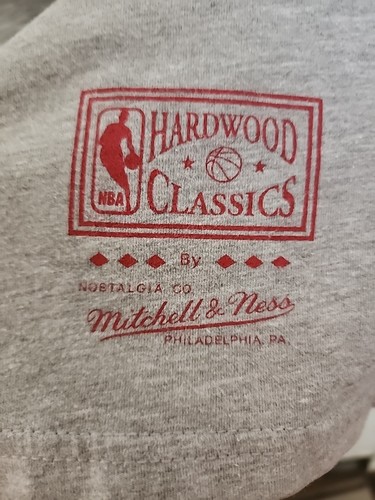 HARDWOOD
NBA
CLASSICS
By
NOSTALGIA CO.
Mitchell & Ness
PHILADELPHIA, PA.